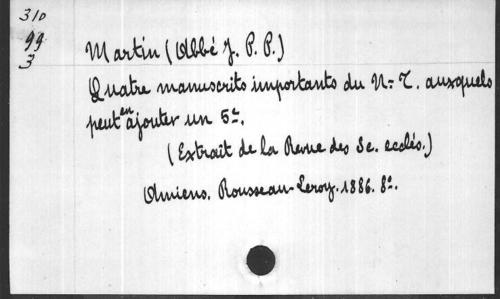 310
99
3
Martin (Abbé J. P. P.)
Quatre manuscrits importants du N- T. auxquels
peut en ajouter un 5e.
(Extrait de la Revue des Sc. ecclés.)
Amiens. Rousseau-Leroy. 1886. 8o.